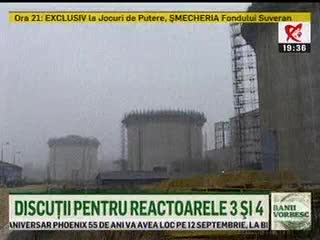 Ora 21: EXCLUSIV la Jocuri de Putere, ŞMECHERIA Fondului Suveran
19:36
DISCUŢII PENTRU REACTOARELE 3 ŞI 4
BANII
VORBESC
ANIVERSAR PHOENIX 55 DE ANI VA AVEA LOC PE 12 SEPTEMBRIE, LA B